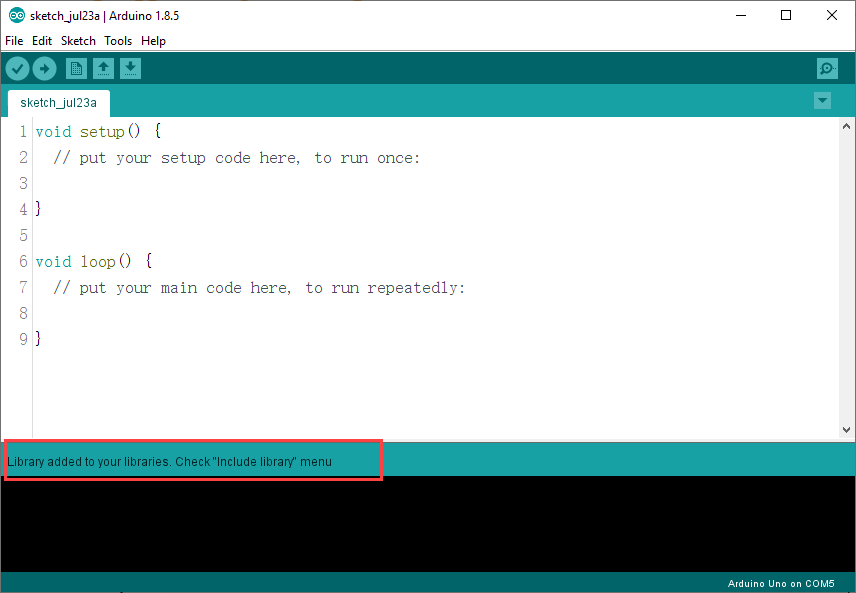 sketch_jul23a | Arduino 1.8.5
File Edit Sketch Tools Help
sketch_jul23a
1 void setup() {
2   // put your setup code here, to run once:
3
4 }
5
6 void loop() {
7   // put your main code here, to run repeatedly:
8
9 }
Library added to your libraries. Check "Include library" menu
Arduino Uno on COM5